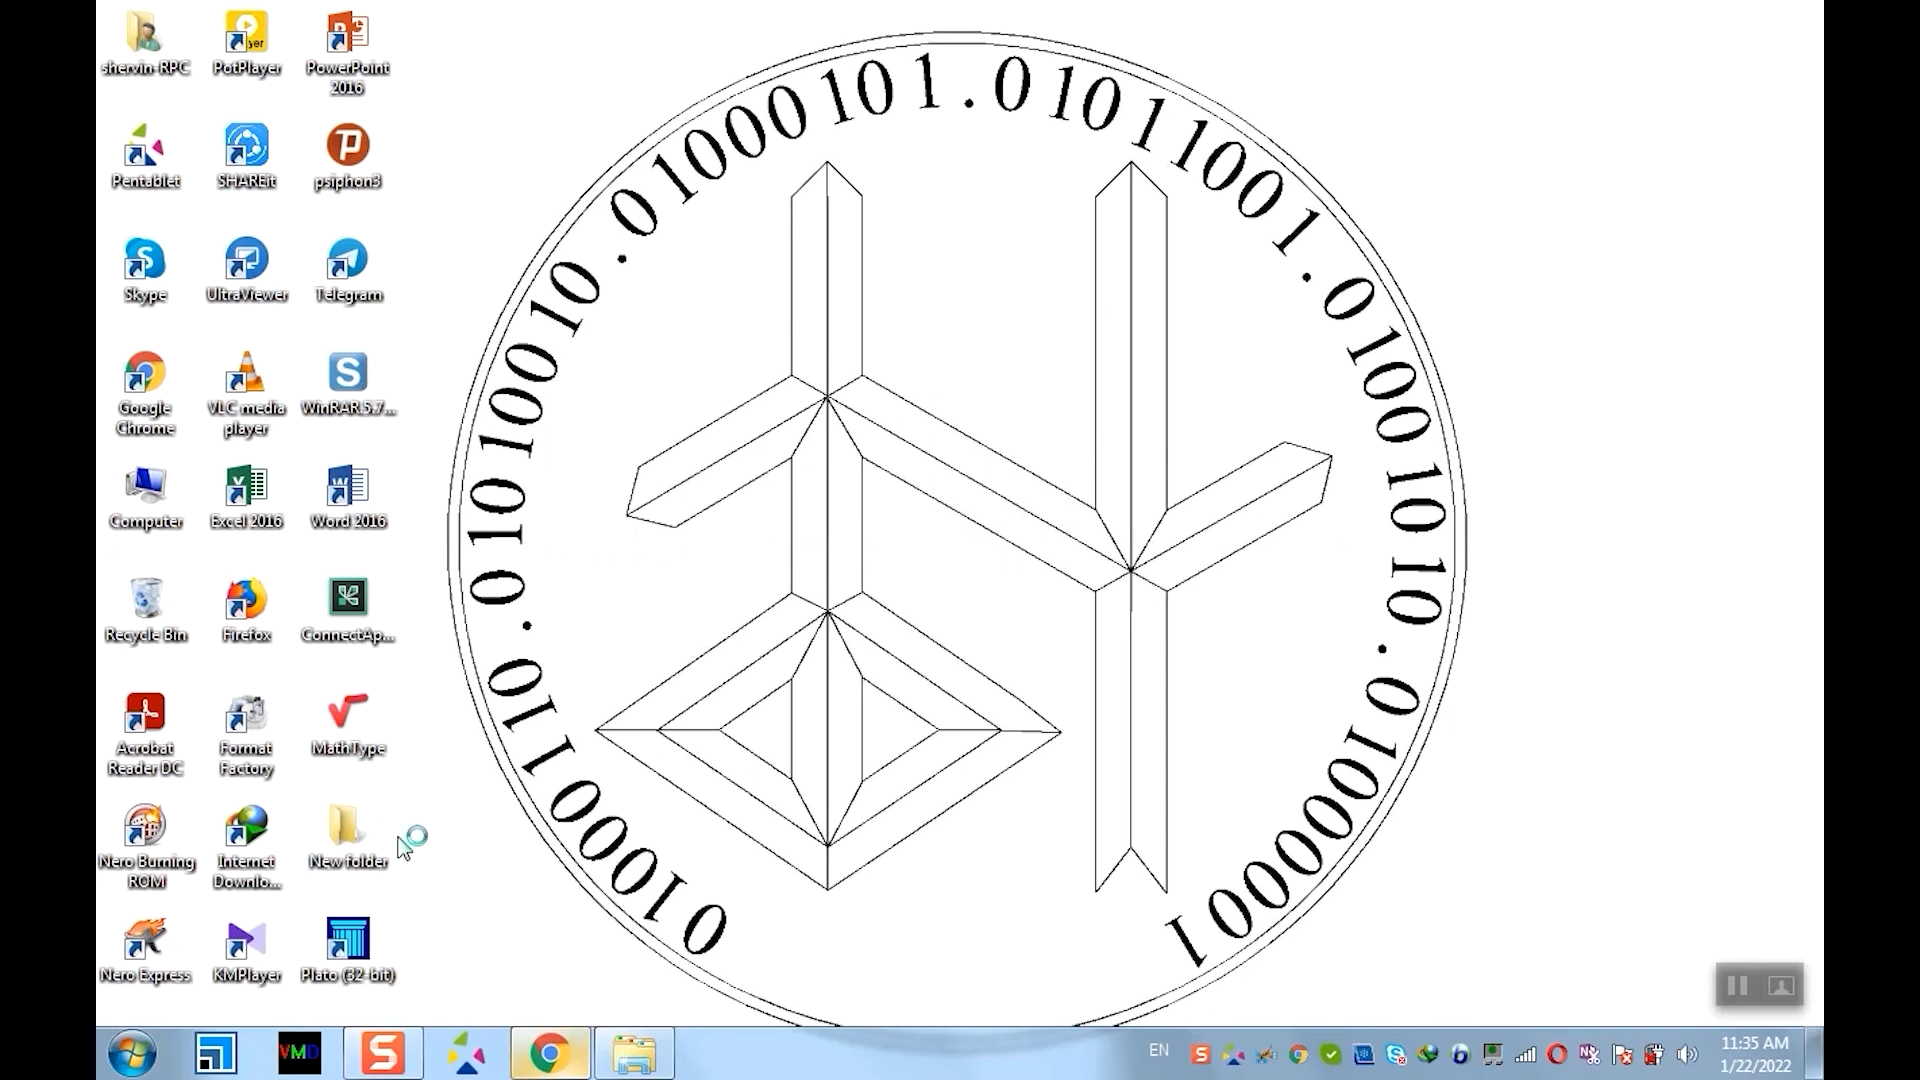 shervin-RPC
PotPlayer
PowerPoint
2016
Pentablet
SHAREit
psiphon3
Skype
UltraViewer
Telegram
Google
Chrome
VLC media
player
WinRAR.5.7...
Computer
Excel 2016
Word 2016
Recycle Bin
Firefox
ConnectAp...
Acrobat
Reader DC
Format
Factory
MathType
Nero Burning
ROM
Internet
Downlo...
New folder
Nero Express
KMPlayer
Plato (32-bit)
01000110.01010010.01000101.01011001.01001010.01000001
VMD
EN
11:35 AM
1/22/2022